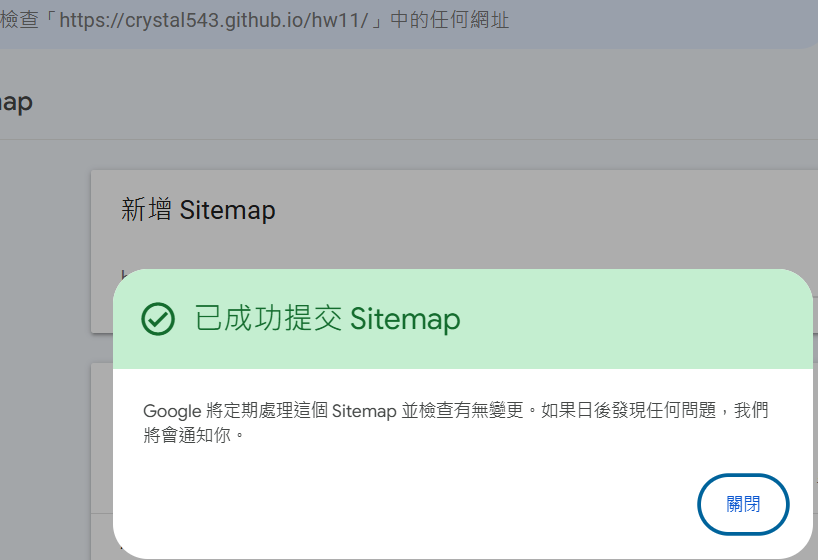 檢查「https://crystal543.github.io/hw11/」中的任何網址
新增 Sitemap
已成功提交 Sitemap
Google 將定期處理這個 Sitemap 並檢查有無變更。如果日後發現任何問題，我們
將會通知你。
關閉